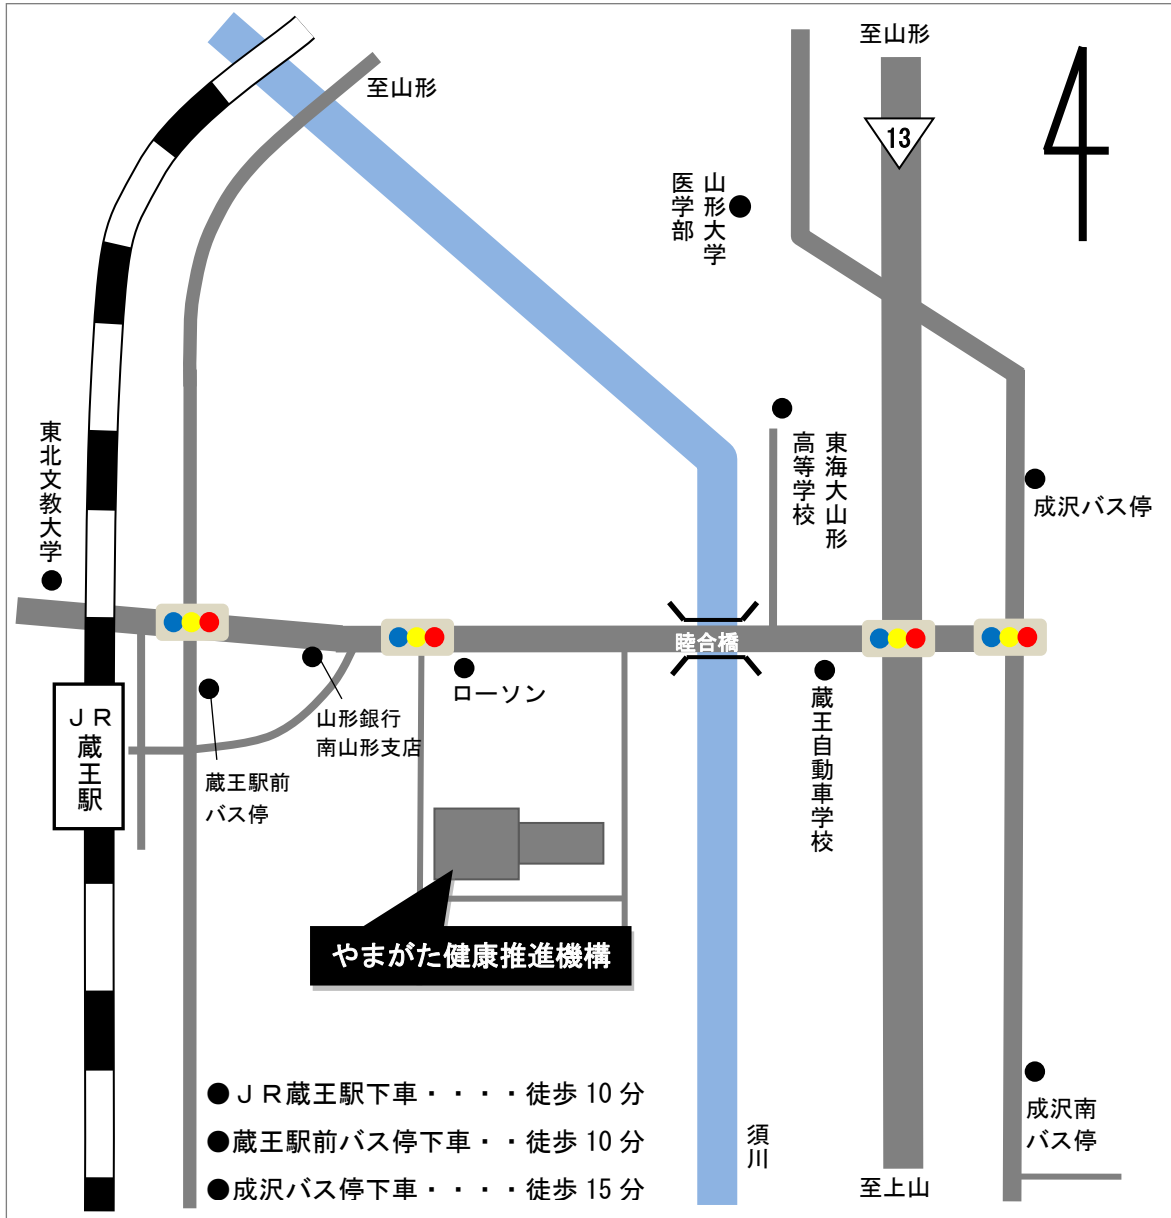 至山形
至山形
13
山形大学
医学部
東北文教大学
東海大山形
高等学校
成沢バス停
睦合橋
ローソン
山形銀行
南山形支店
蔵王自動車学校
ＪＲ
蔵王駅
蔵王駅前
バス停
やまがた健康推進機構
●ＪＲ蔵王駅下車・・・・徒歩 10 分
●蔵王駅前バス停下車・・徒歩 10 分
●成沢バス停下車・・・・徒歩 15 分
須川
成沢南
バス停
至上山